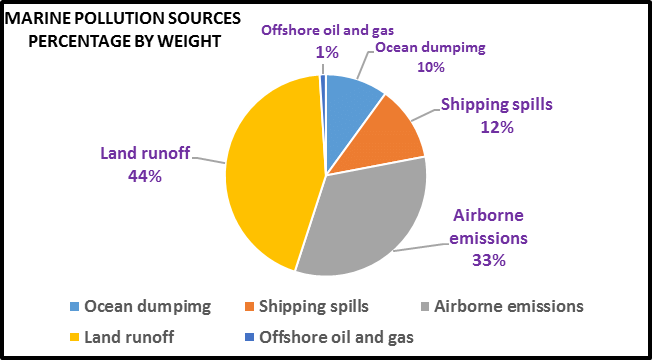 MARINE POLLUTION SOURCES
PERCENTAGE BY WEIGHT
Offshore oil and gas
1%
Ocean dumpimg
10%
Shipping spills
12%
Land runoff
44%
Airborne
emissions
33%
Ocean dumpimg
Shipping spills
Airborne emissions
Land runoff
Offshore oil and gas